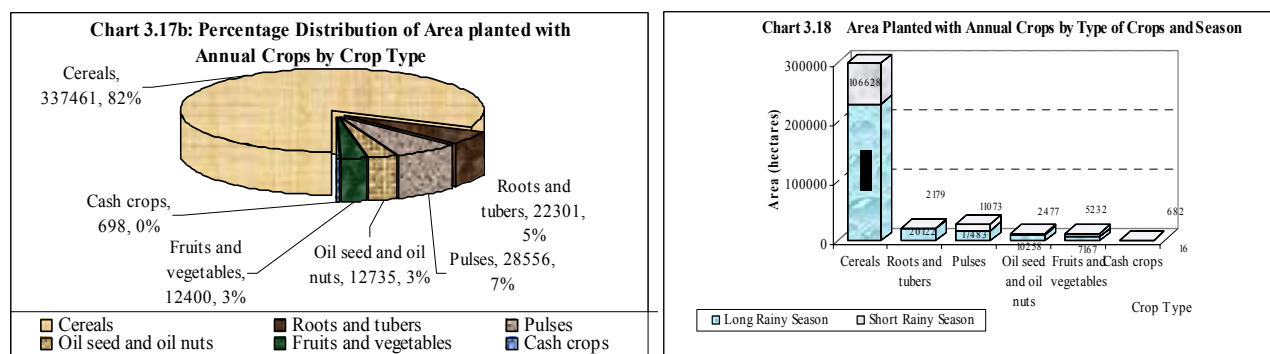 Chart 3.17b: Percentage Distribution of Area planted with
Annual Crops by Crop Type
Cereals,
337461, 82%
Cash crops,
698, 0%
Fruits and
vegetables,
12400, 3%
Oil seed and oil
nuts, 12735, 3%
Roots and
tubers, 22301,
5%
Pulses, 28556,
7%
Cereals
Roots and tubers
Pulses
Oil seed and oil nuts
Fruits and vegetables
Cash crops
Chart 3.18 Area Planted with Annual Crops by Type of Crops and Season
Area (hectares)
300000
200000
100000
0
106628
2179
11073
2477
5232
682
20122
17483
10258
7167
16
Cereals
Roots and
tubers
Pulses
Oil seed
and oil
nuts
Fruits and
vegetables
Cash crops
Crop Type
Long Rainy Season
Short Rainy Season